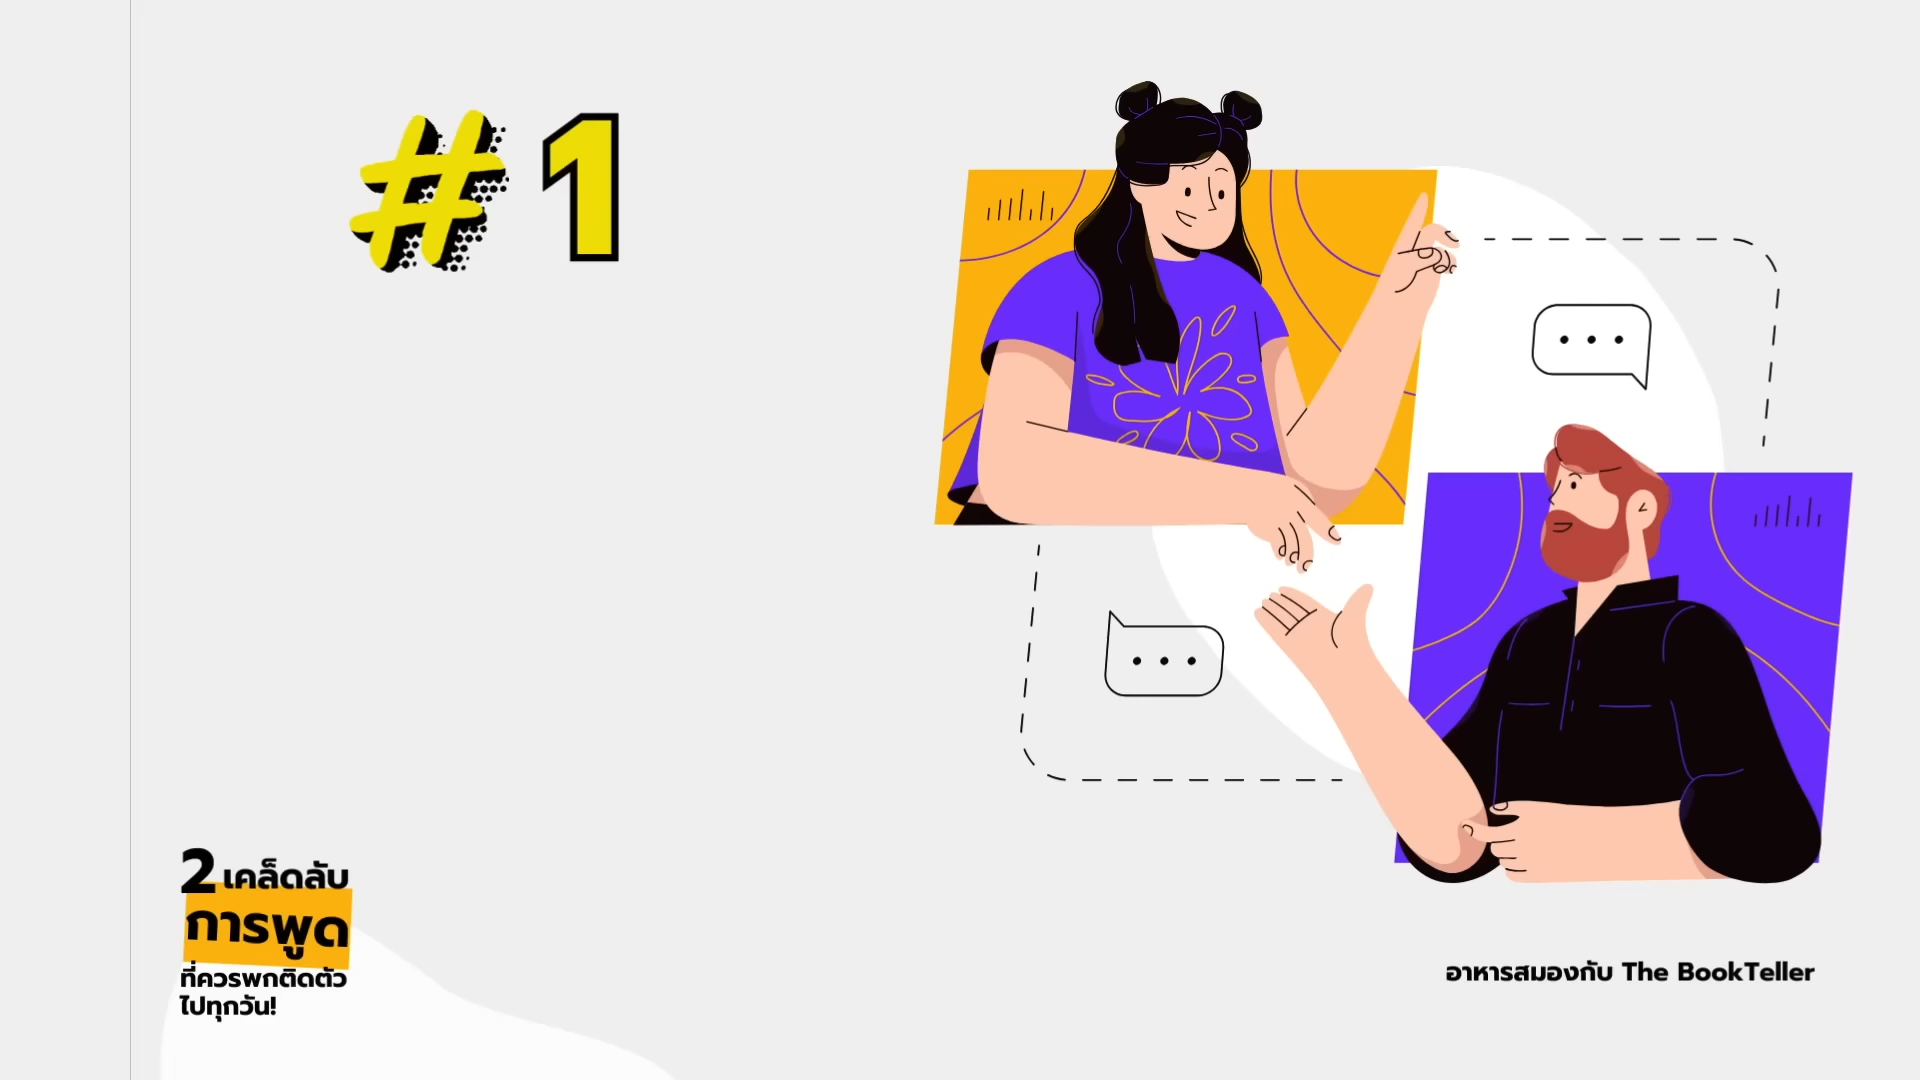 #1
2 เคล็ดลับ
การพูด
ที่ควรพกติดตัว
ไปทุกวัน!
อาหารสมองกับ The BookTeller